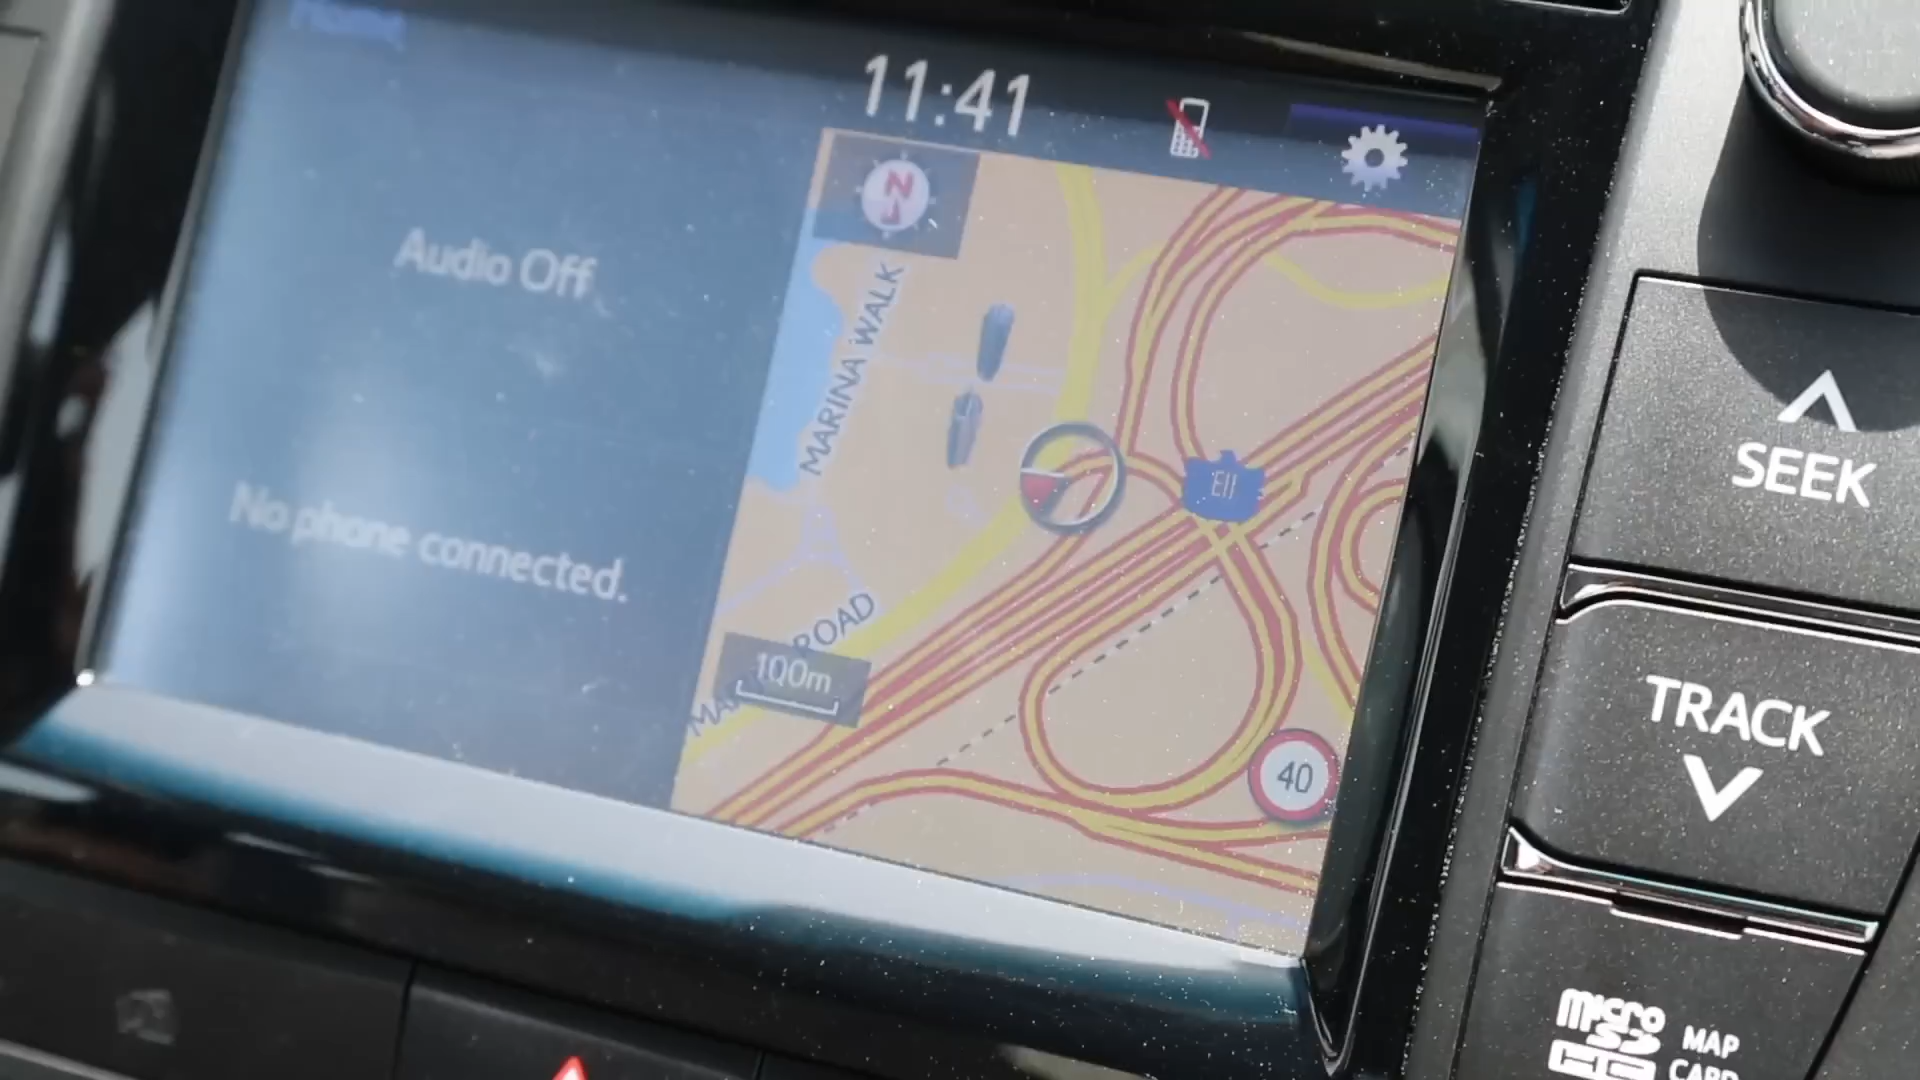 Home
11:41
Audio Off
No phone connected.
MARINA WALK
E11
ROAD
100m
40
SEEK
TRACK
micro
SD
HC
MAP
CARD